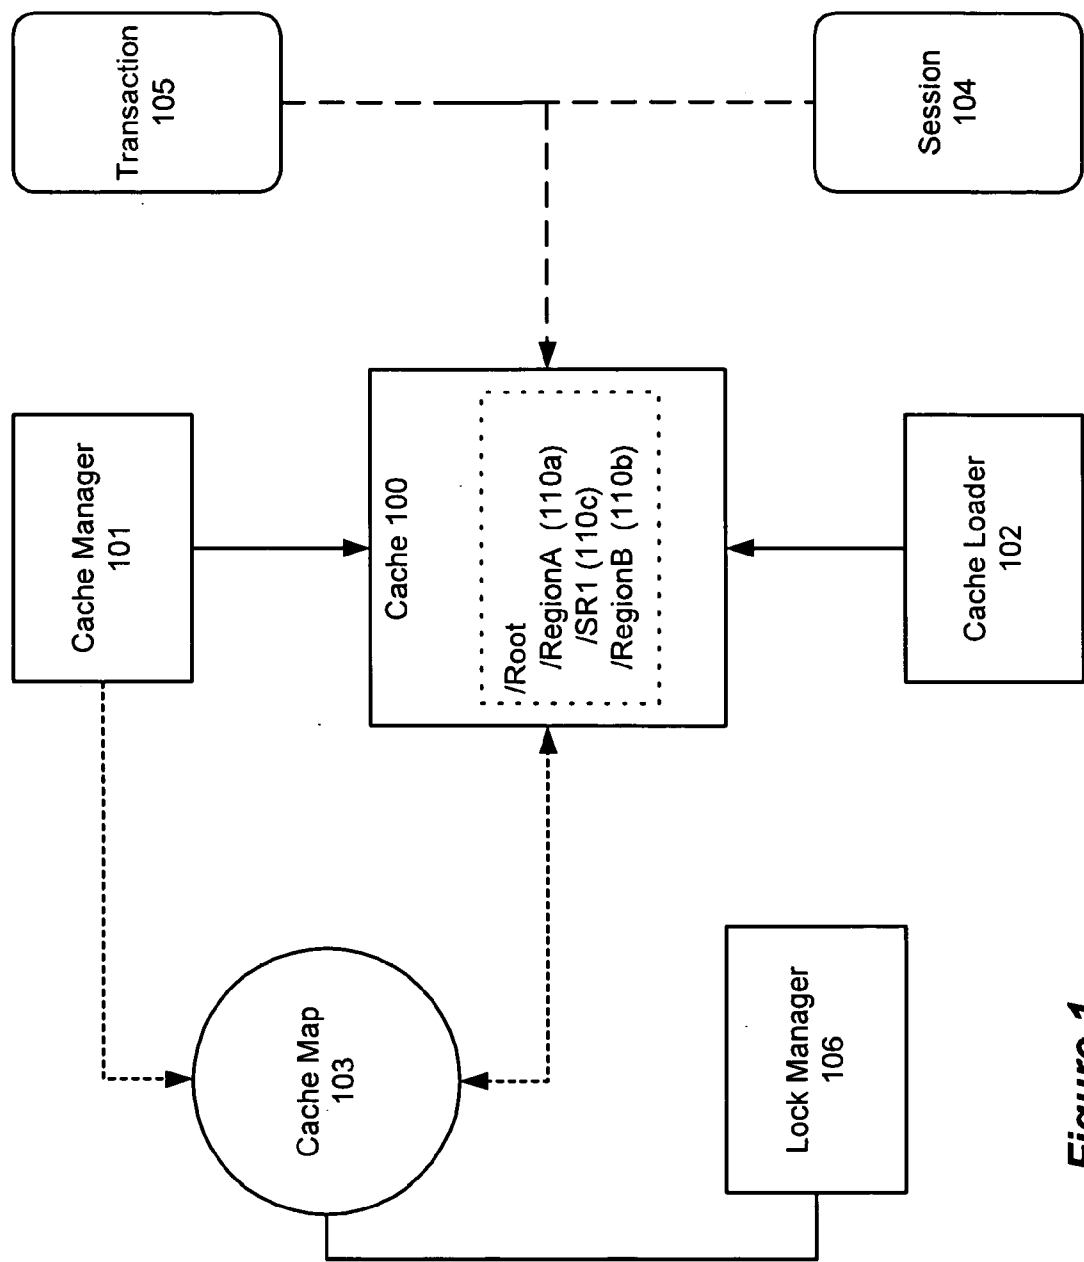 Cache Manager
101
Transaction
105
Cache Map
103
Cache 100
/Root
/RegionA (110a)
/SR1 (110c)
/RegionB (110b)
Lock Manager
106
Cache Loader
102
Session
104
Figure 1